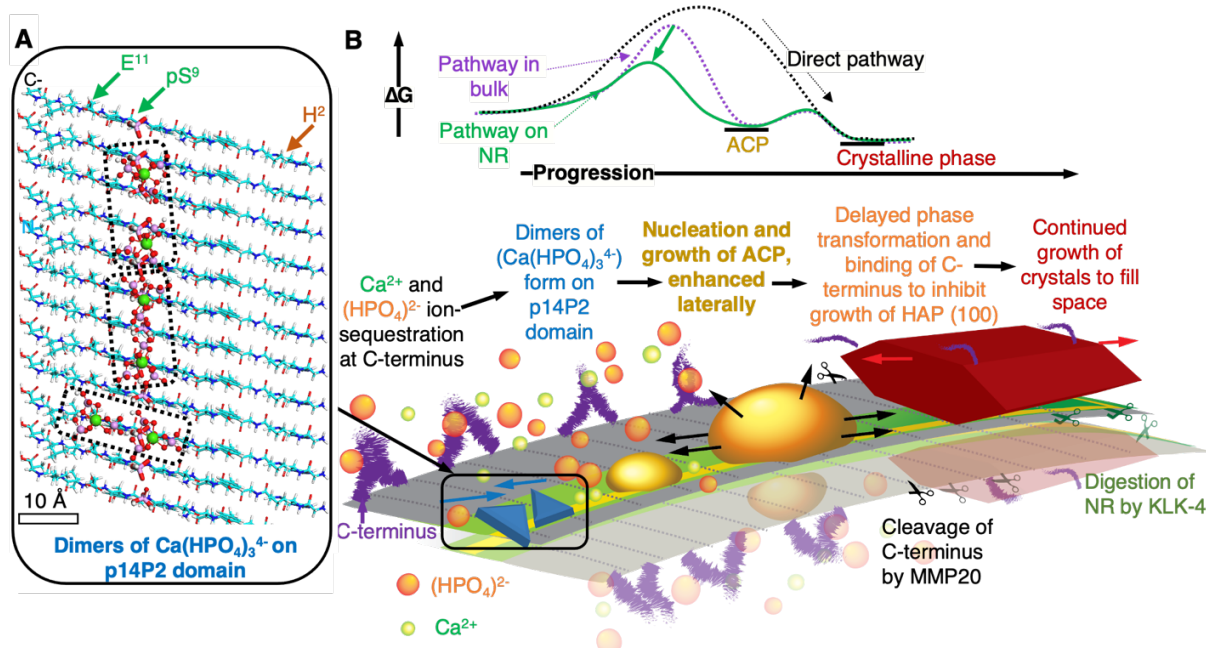 A
C-
E¹¹
pS⁹
H²
N
10 Å
Dimers of Ca(HPO₄)₃⁴⁻ on
p14P2 domain
B
ΔG
Pathway in
bulk
Pathway on
NR
Direct pathway
ACP
Crystalline phase
Progression
Ca²⁺ and
(HPO₄)²⁻ ion-
sequestration
at C-terminus
Dimers of
(Ca(HPO₄)₃⁴⁻)
form on
p14P2
domain
Nucleation and
growth of ACP,
enhanced
laterally
Delayed phase
transformation and
binding of C-
terminus to inhibit
growth of HAP (100)
Continued
growth of
crystals to fill
space
C-terminus
(HPO₄)²⁻
Ca²⁺
Cleavage of
C-terminus
by MMP20
Digestion of
NR by KLK-4